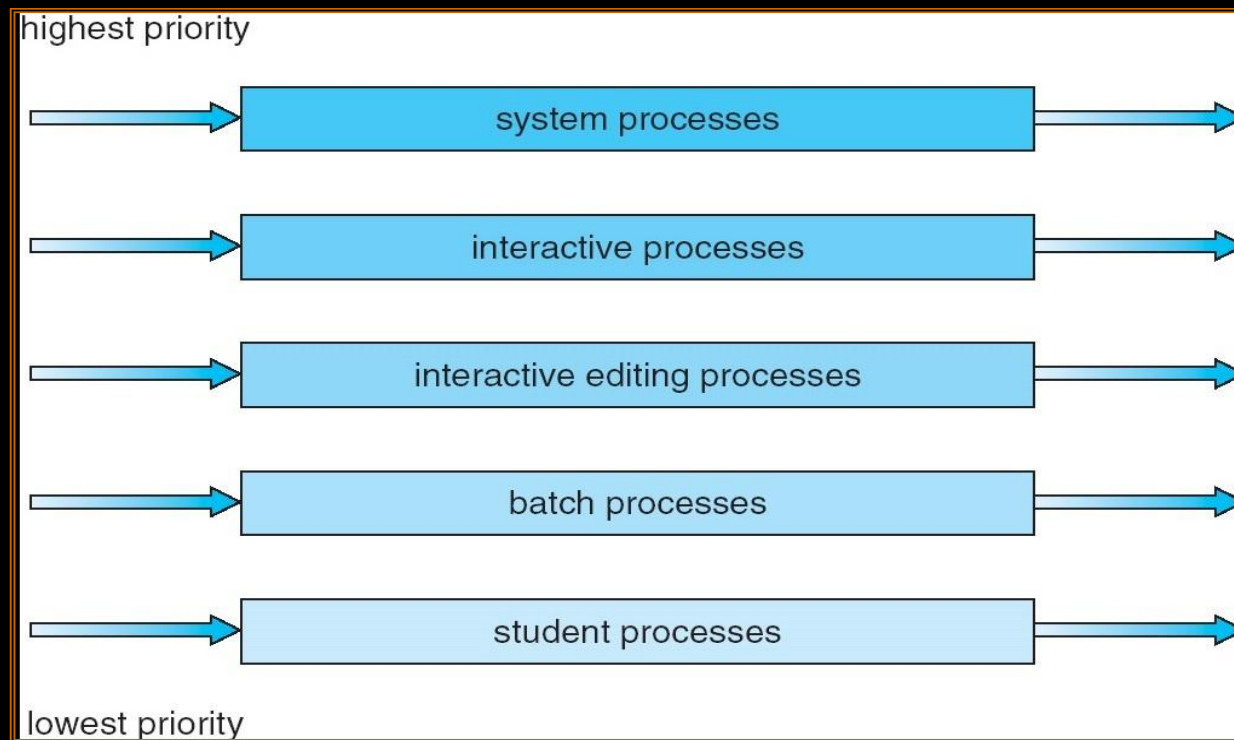 highest priority
system processes
interactive processes
interactive editing processes
batch processes
student processes
lowest priority